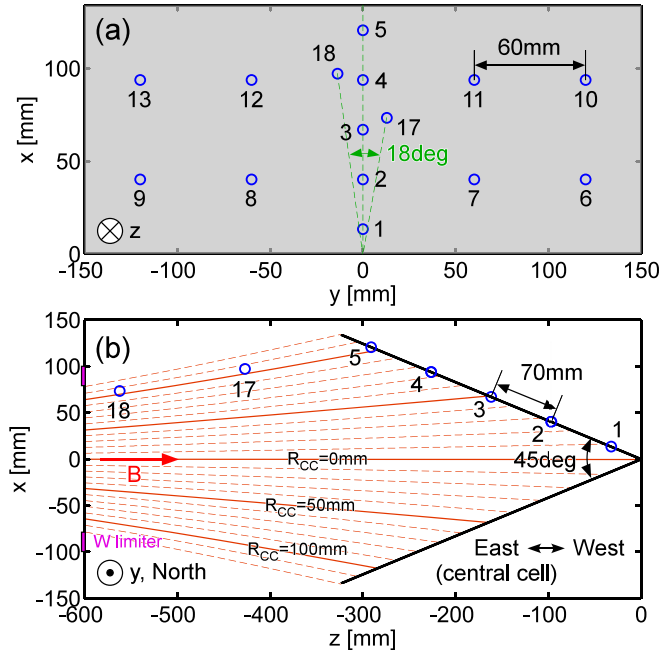 (a)
5
18
4
60mm
13
12
11
10
3
17
18deg
2
9
8
7
6
1
z
100
50
0
x [mm]
-150
-100
-50
0
50
100
150
y [mm]
(b)
150
100
50
0
-50
-100
-150
x [mm]
5
4
17
18
3
70mm
2
1
R_CC=0mm
45deg
B
R_CC=50mm
W limiter
R_CC=100mm
y, North
East ↔ West
(central cell)
-600
-500
-400
-300
-200
-100
0
z [mm]